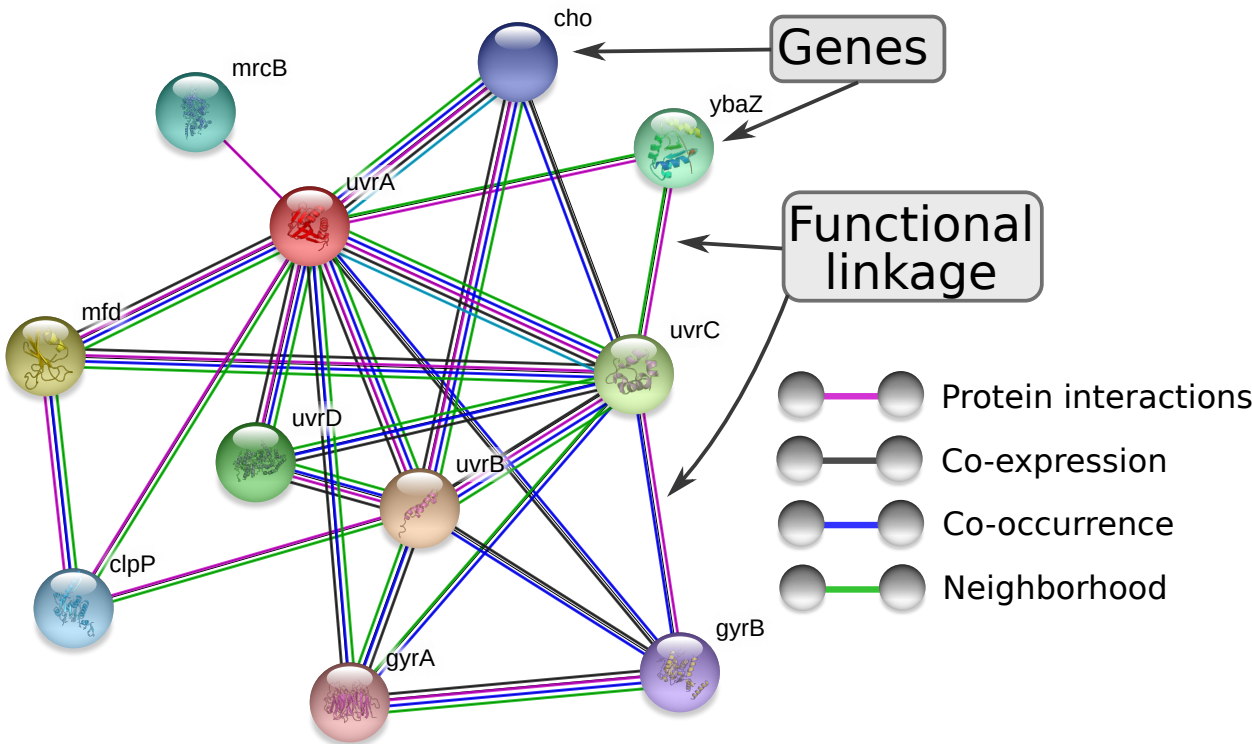 cho
Genes
mrcB
ybaZ
uvrA
Functional
linkage
mfd
uvrC
Protein interactions
uvrD
uvrB
Co-expression
Co-occurrence
clpP
Neighborhood
gyrB
gyrA